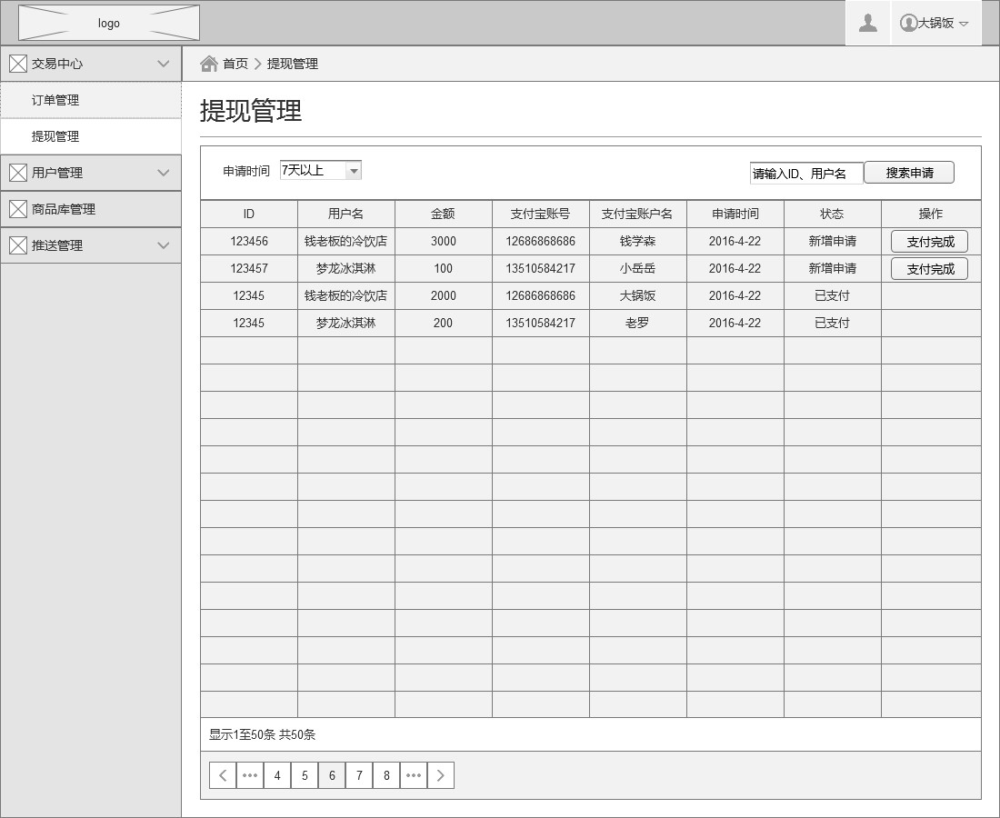 logo
大锅饭
交易中心
订单管理
提现管理
用户管理
商品库管理
推送管理
首页 提现管理
提现管理
申请时间 7天以上 请输入ID、用户名 搜索申请
ID 用户名 金额 支付宝账号 支付宝账户名 申请时间 状态 操作
123456 钱老板的冷饮店 3000 12686868686 钱学森 2016-4-22 新增申请 支付完成
123457 梦龙冰淇淋 100 13510584217 小岳岳 2016-4-22 新增申请 支付完成
12345 钱老板的冷饮店 2000 12686868686 大锅饭 2016-4-22 已支付
12345 梦龙冰淇淋 200 13510584217 老罗 2016-4-22 已支付
显示1至50条 共50条
••• 4 5 6 7 8 •••